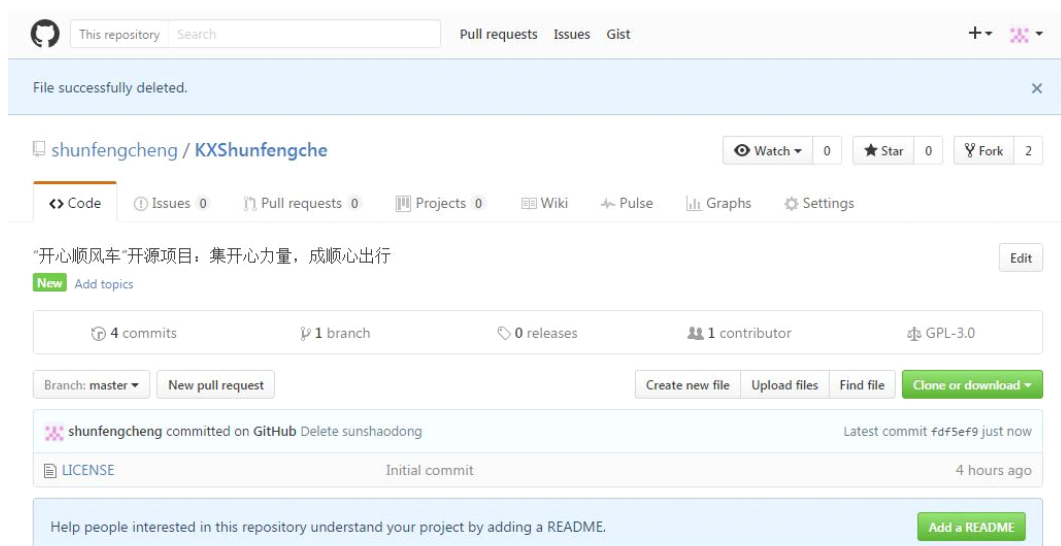 This repository Search Pull requests Issues Gist
File successfully deleted.
shunfengcheng / KXShunfengche Watch 0 Star 0 Fork 2
Code Issues 0 Pull requests 0 Projects 0 Wiki Pulse Graphs Settings
“开心顺风车”开源项目：集开心力量，成顺心出行 Edit
New Add topics
4 commits 1 branch 0 releases 1 contributor GPL-3.0
Branch: master New pull request Create new file Upload files Find file Clone or download
shunfengcheng committed on GitHub Delete sunshaodong Latest commit fdf5ef9 just now
LICENSE Initial commit 4 hours ago
Help people interested in this repository understand your project by adding a README. Add a README